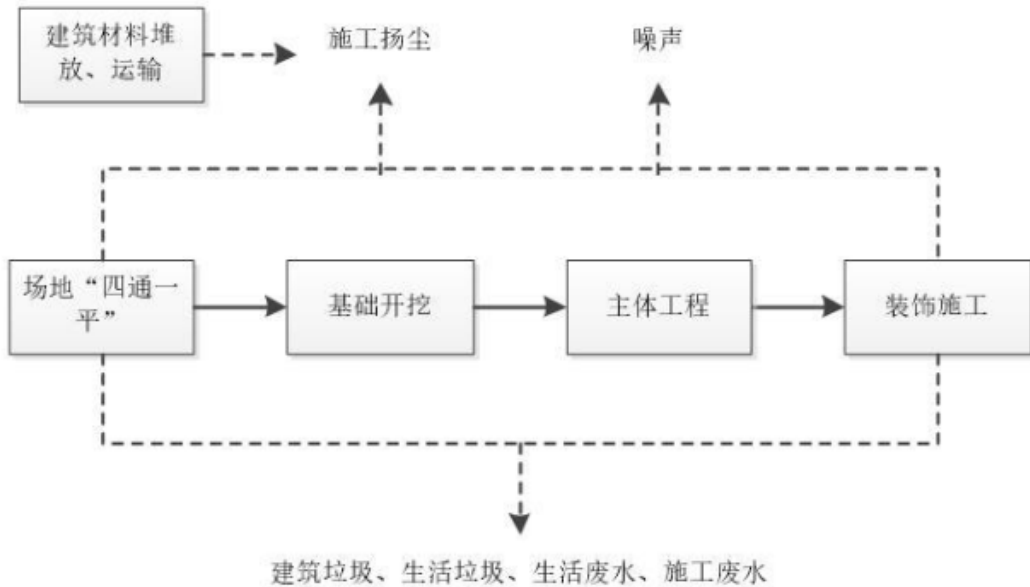 建筑材料堆
放、运输
施工扬尘
噪声
场地“四通一
平”
基础开挖
主体工程
装饰施工
建筑垃圾、生活垃圾、生活废水、施工废水